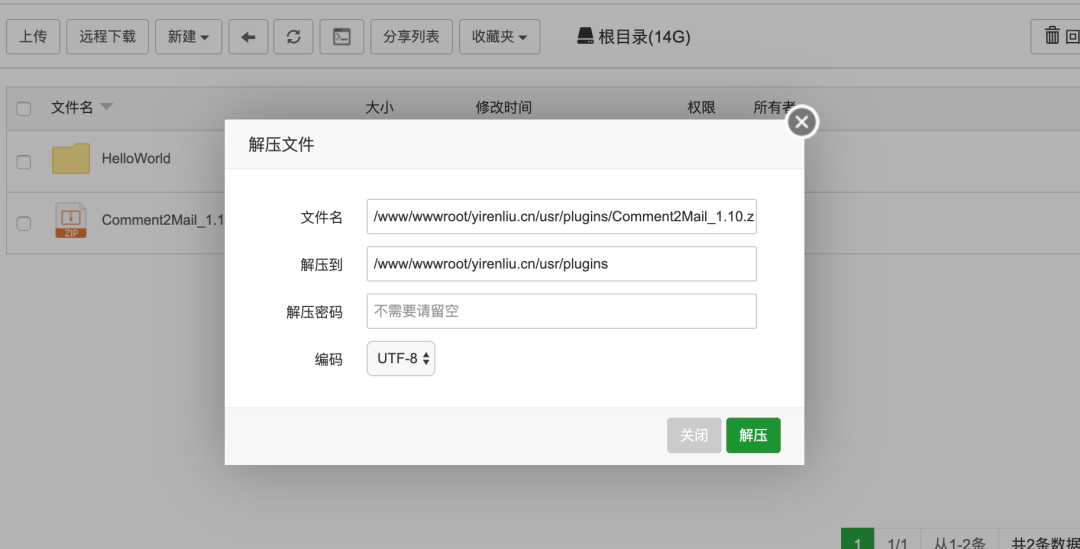 上传 远程下载 新建 分享列表 收藏夹 根目录(14G) 回
文件名 大小 修改时间 权限 所有者
解压文件
HelloWorld
文件名 /www/wwwroot/yirenliu.cn/usr/plugins/Comment2Mail_1.10.z
Comment2Mail_1.1
ZIP
解压到 /www/wwwroot/yirenliu.cn/usr/plugins
解压密码 不需要请留空
编码 UTF-8
关闭 解压
1 1/1 从1-2条 共2条数据